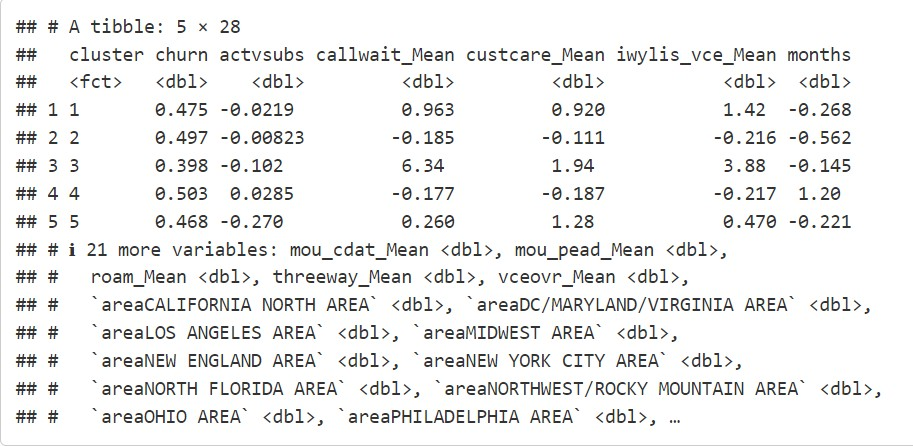 ## # A tibble: 5 × 28
##   cluster churn actvsubs callwait_Mean custcare_Mean iwylis_vce_Mean months
##   <fct>   <dbl>    <dbl>         <dbl>         <dbl>           <dbl>  <dbl>
## 1 1       0.475 -0.0219          0.963         0.920           1.42  -0.268
## 2 2       0.497 -0.00823        -0.185        -0.111          -0.216 -0.562
## 3 3       0.398 -0.102           6.34          1.94            3.88  -0.145
## 4 4       0.503  0.0285         -0.177        -0.187          -0.217  1.20
## 5 5       0.468 -0.270           0.260         1.28            0.470 -0.221
## # ℹ 21 more variables: mou_cdat_Mean <dbl>, mou_pead_Mean <dbl>,
## #   roam_Mean <dbl>, threeway_Mean <dbl>, vceovr_Mean <dbl>,
## #   `areaCALIFORNIA NORTH AREA` <dbl>, `areaDC/MARYLAND/VIRGINIA AREA` <dbl>,
## #   `areaLOS ANGELES AREA` <dbl>, `areaMIDWEST AREA` <dbl>,
## #   `areaNEW ENGLAND AREA` <dbl>, `areaNEW YORK CITY AREA` <dbl>,
## #   `areaNORTH FLORIDA AREA` <dbl>, `areaNORTHWEST/ROCKY MOUNTAIN AREA` <dbl>,
## #   `areaOHIO AREA` <dbl>, `areaPHILADELPHIA AREA` <dbl>, …